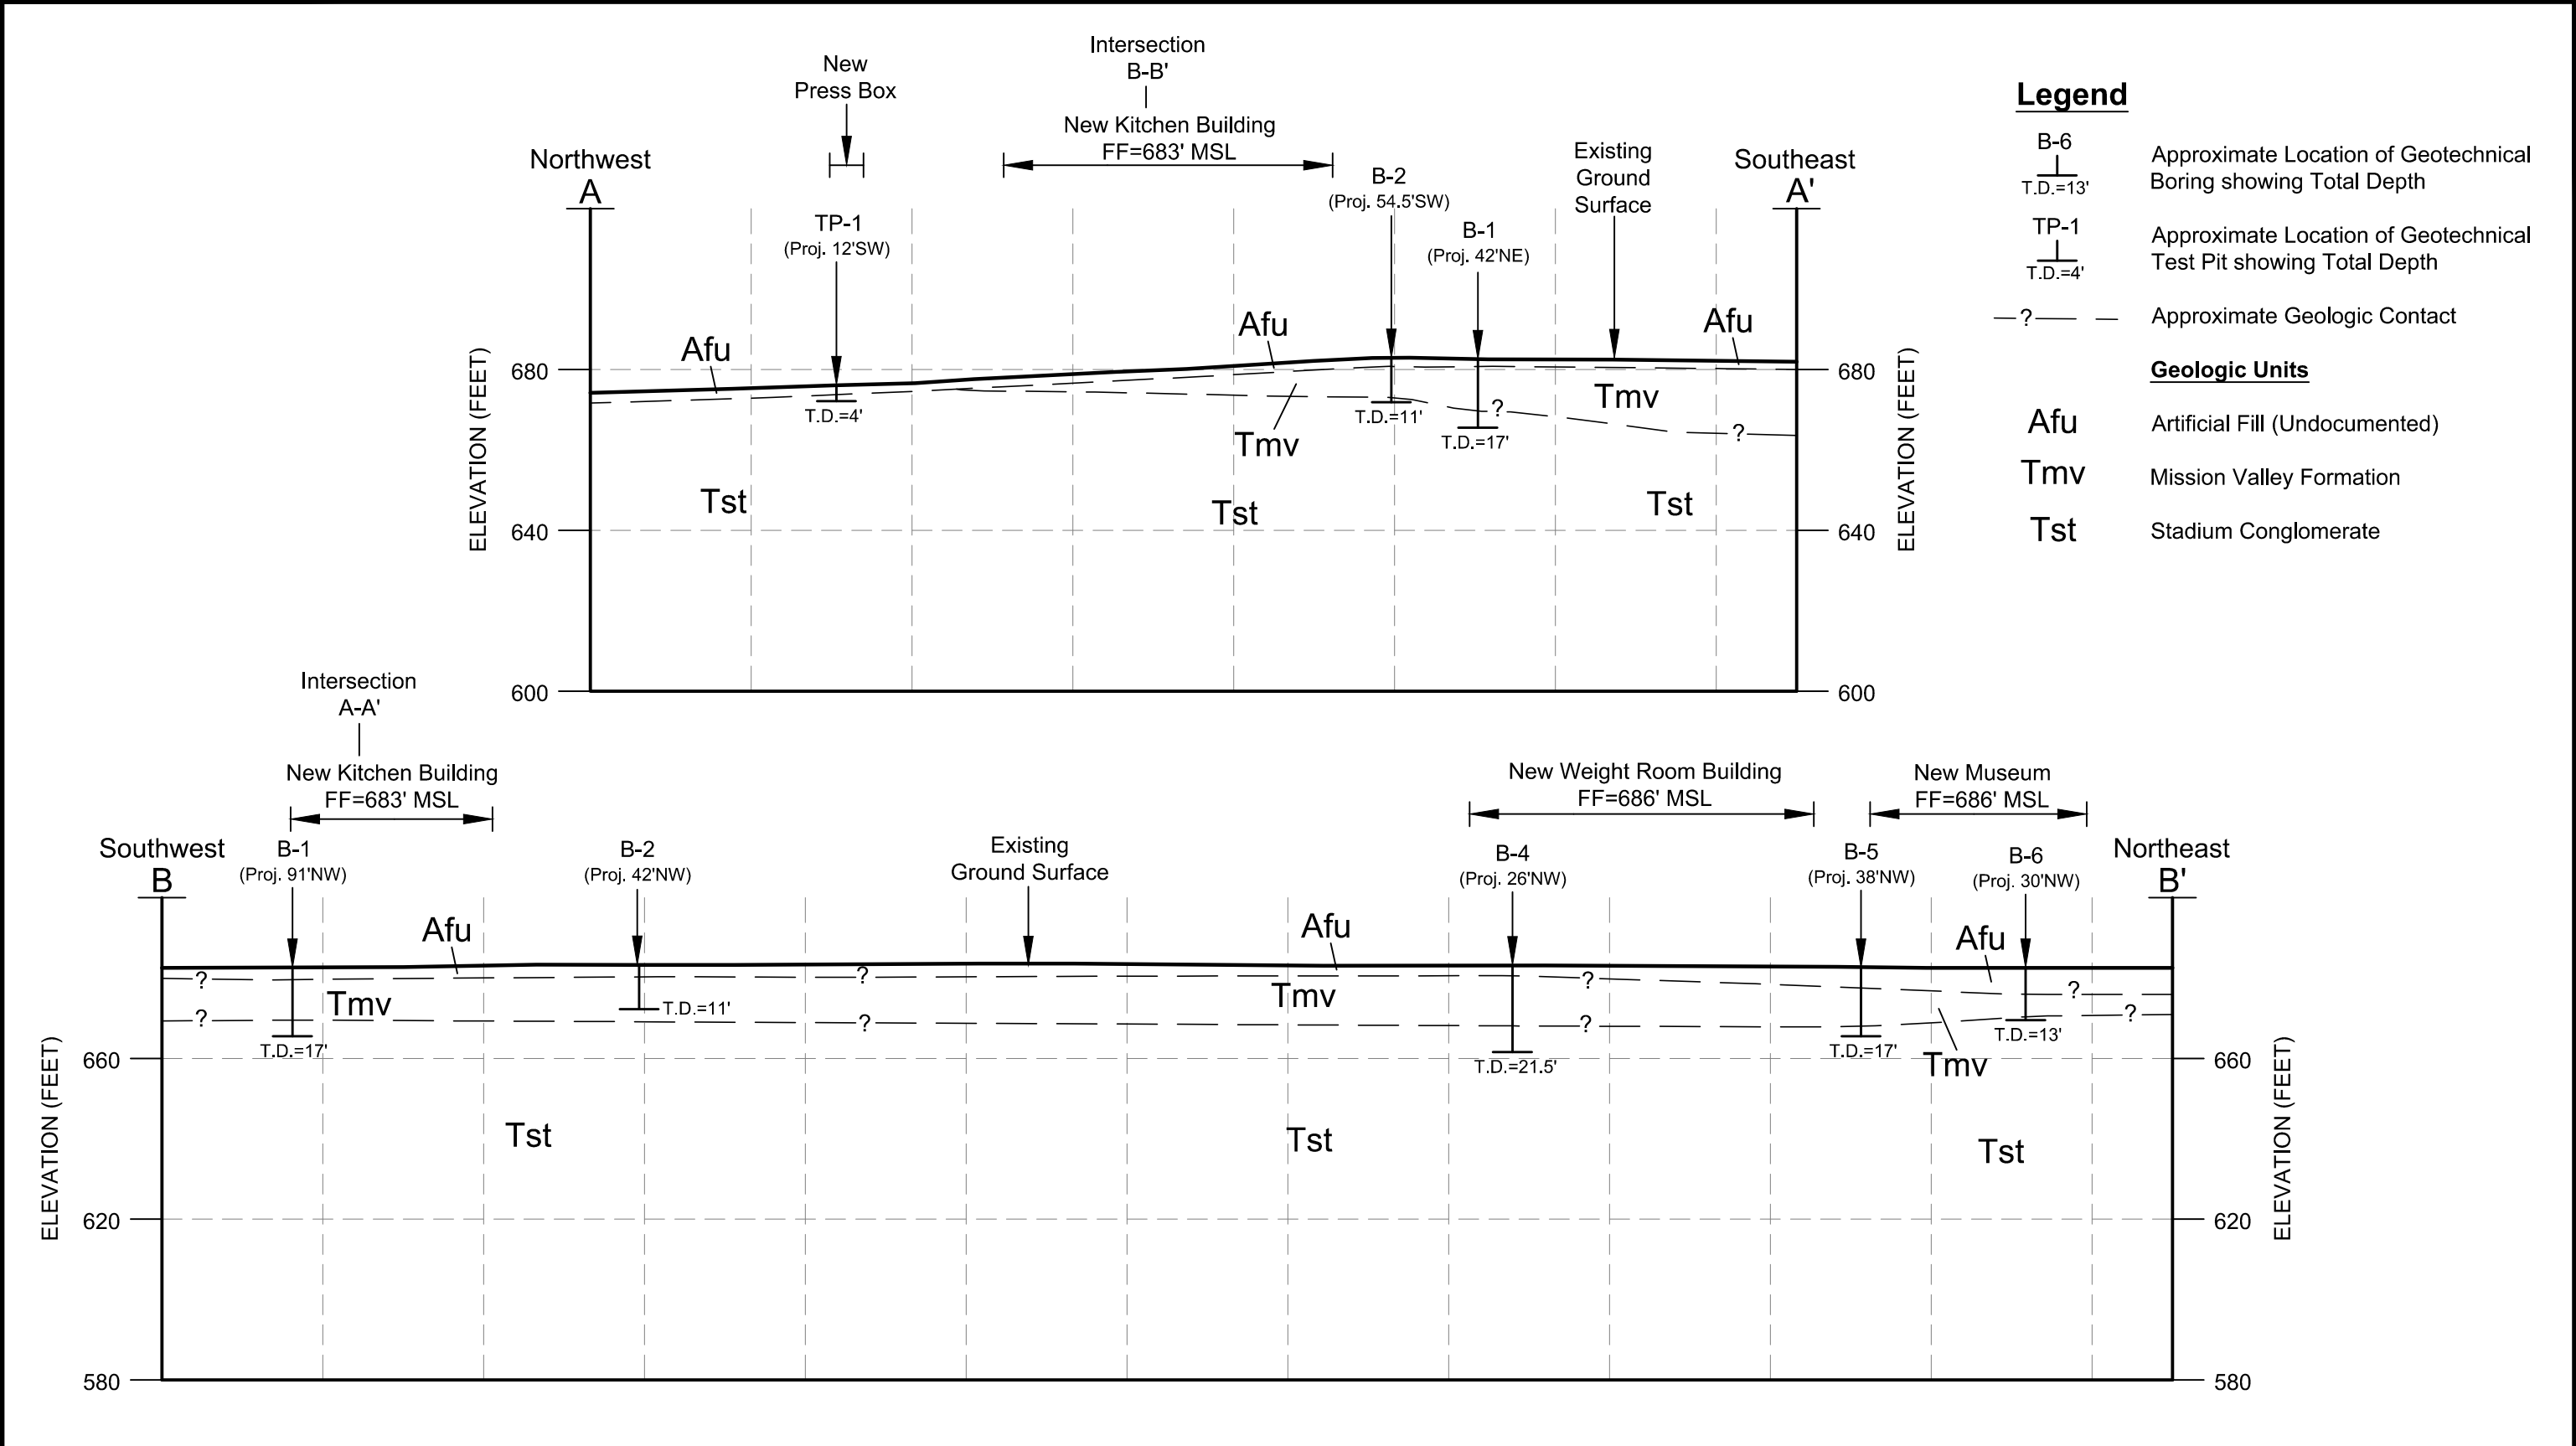 Intersection
B-B'
New
Press Box
New Kitchen Building
FF=683' MSL
Northwest
A
B-2
(Proj. 54.5'SW)
Existing
Ground
Surface
Southeast
A'
TP-1
(Proj. 12'SW)
B-1
(Proj. 42'NE)
Afu
Afu
Afu
ELEVATION (FEET)
680
640
600
T.D.=4'
T.D.=11'
T.D.=17'
?
?
Tmv
Tmv
Tst
Tst
Tst
680
640
600
ELEVATION (FEET)
Legend
B-6
T.D.=13'
Approximate Location of Geotechnical
Boring showing Total Depth
TP-1
T.D.=4'
Approximate Location of Geotechnical
Test Pit showing Total Depth
?
Approximate Geologic Contact
Geologic Units
Afu
Artificial Fill (Undocumented)
Tmv
Mission Valley Formation
Tst
Stadium Conglomerate
Intersection
A-A'
New Kitchen Building
FF=683' MSL
New Weight Room Building
FF=686' MSL
New Museum
FF=686' MSL
Southwest
B
B-1
(Proj. 91'NW)
B-2
(Proj. 42'NW)
Existing
Ground Surface
B-4
(Proj. 26'NW)
B-5
(Proj. 38'NW)
B-6
(Proj. 30'NW)
Northeast
B'
Afu
Afu
Afu
?
?
?
?
Tmv
Tmv
Tmv
?
?
?
?
T.D.=17'
T.D.=11'
T.D.=21.5'
T.D.=17'
T.D.=13'
Tst
Tst
Tst
ELEVATION (FEET)
660
620
580
660
620
580
ELEVATION (FEET)